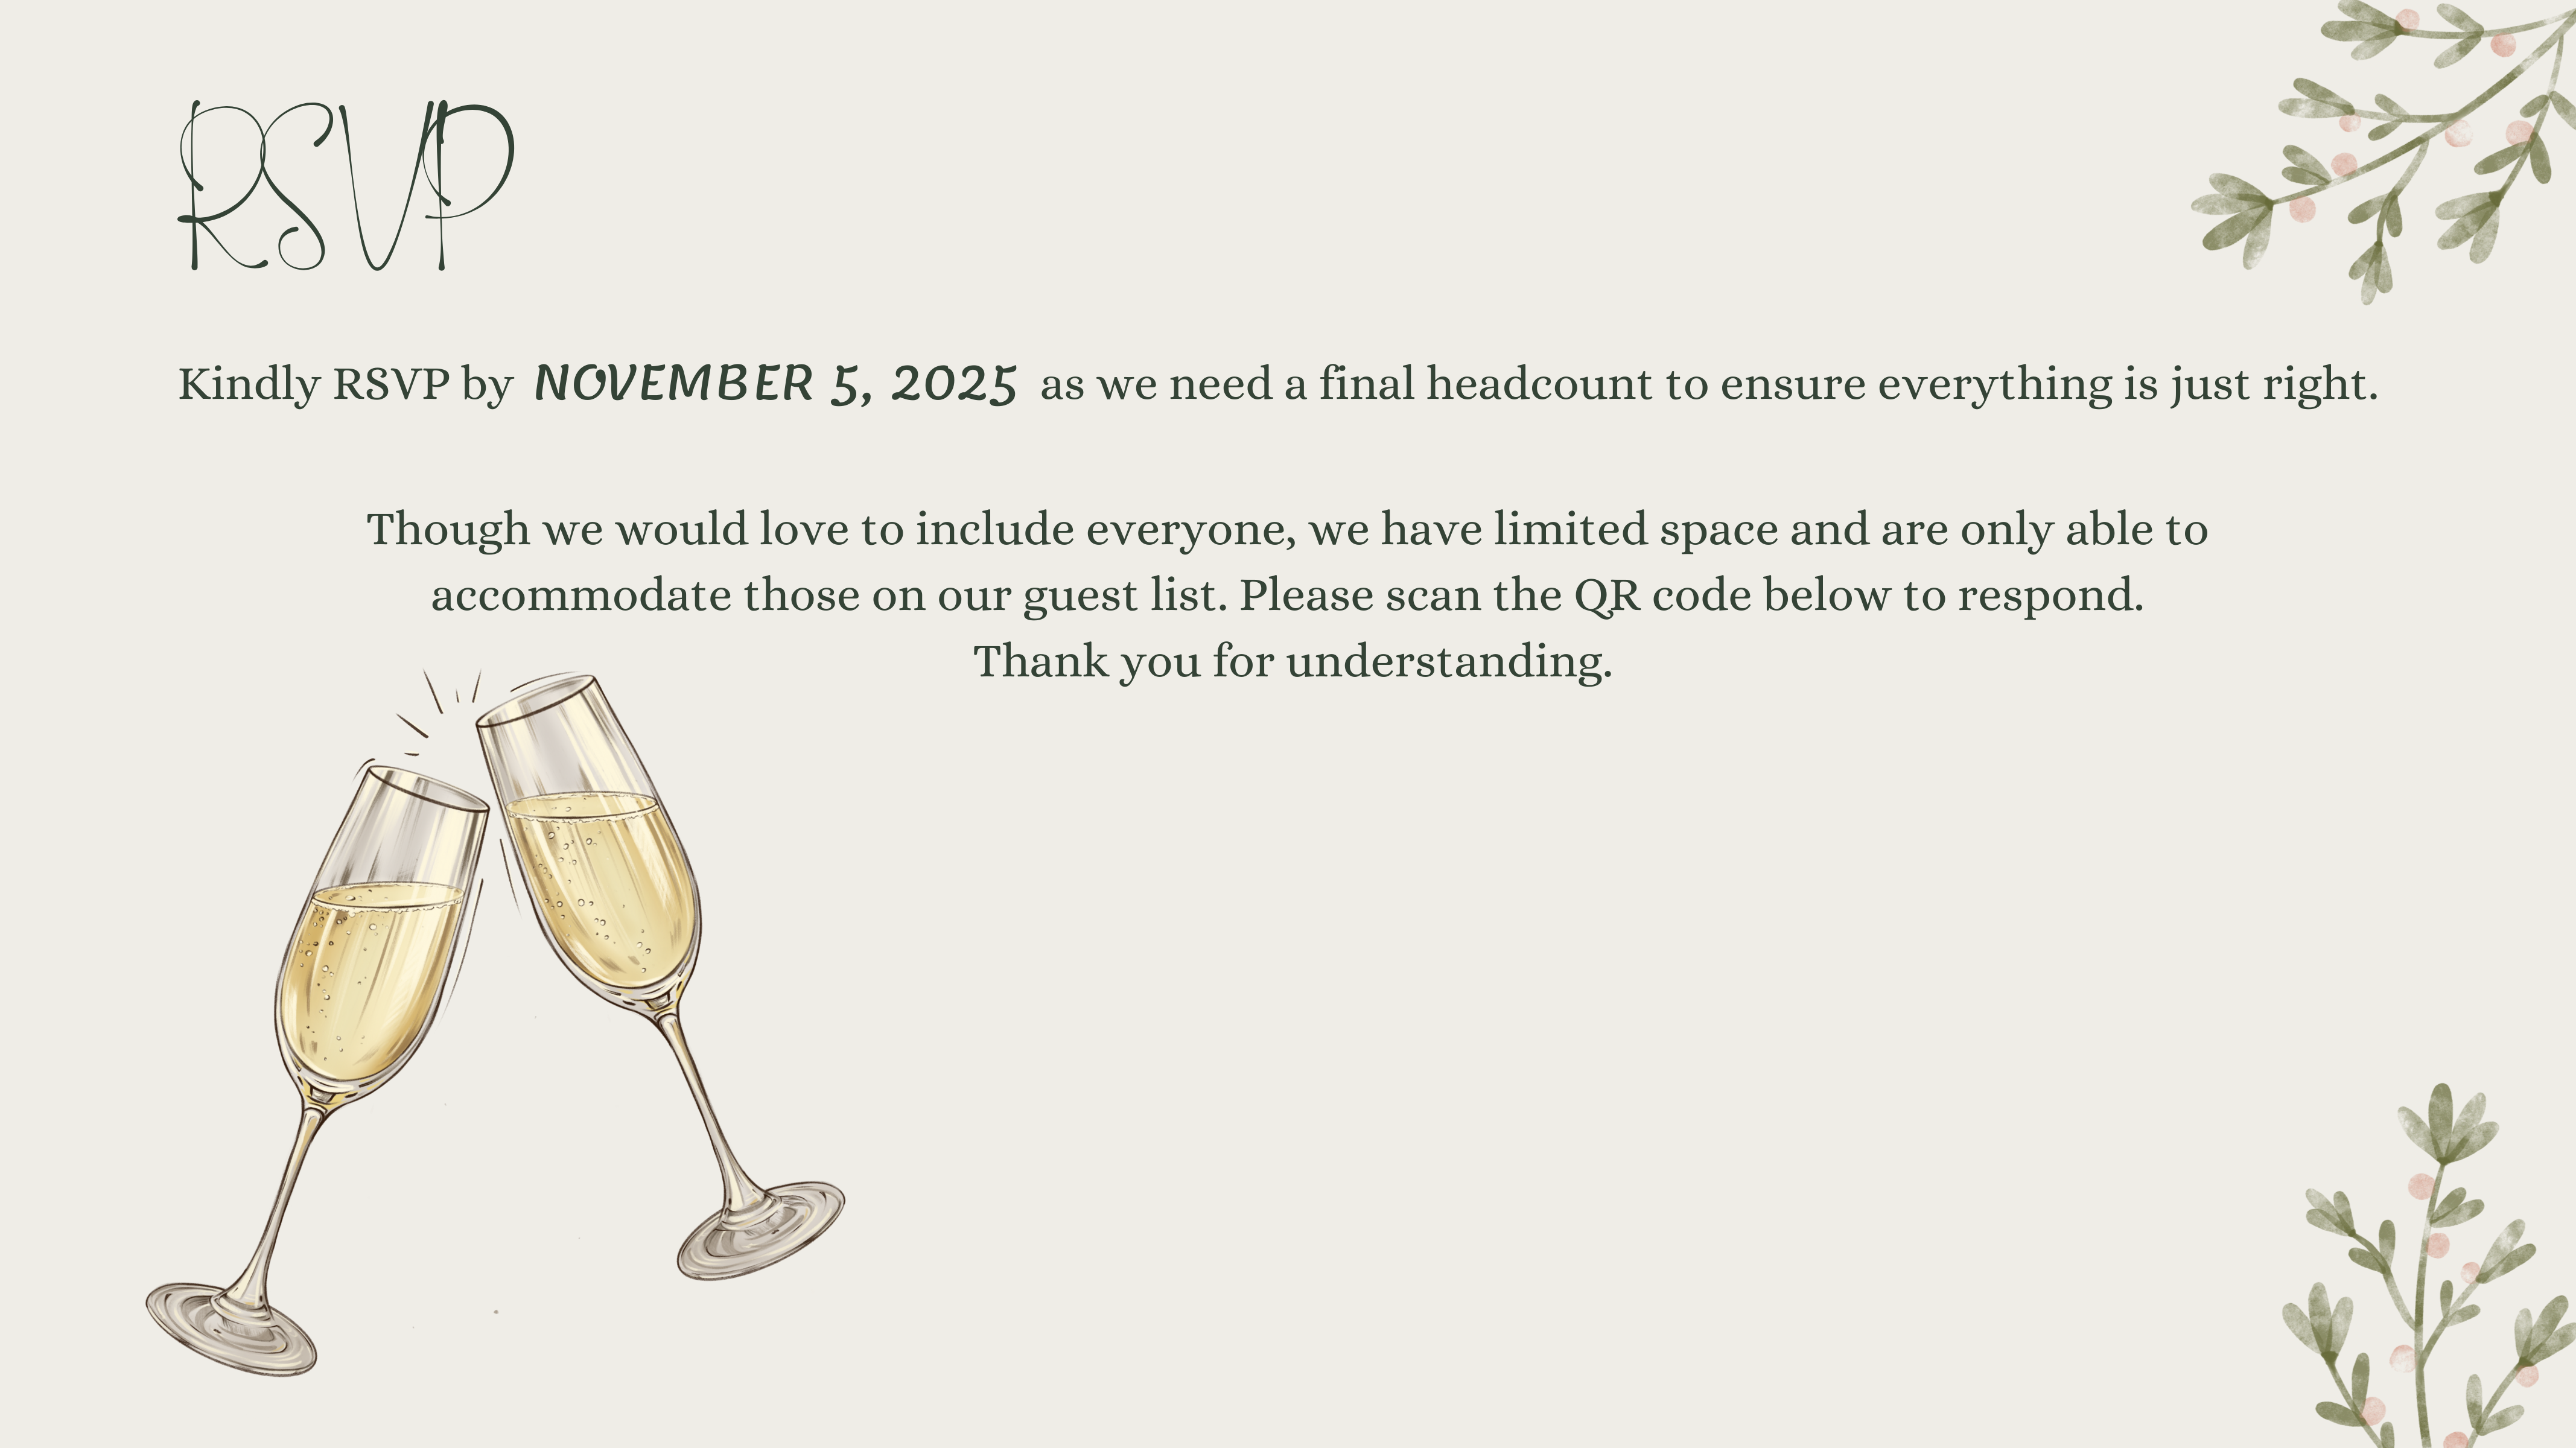 RSVP
Kindly RSVP by NOVEMBER 5, 2025 as we need a final headcount to ensure everything is just right.
Though we would love to include everyone, we have limited space and are only able to
accommodate those on our guest list. Please scan the QR code below to respond.
Thank you for understanding.